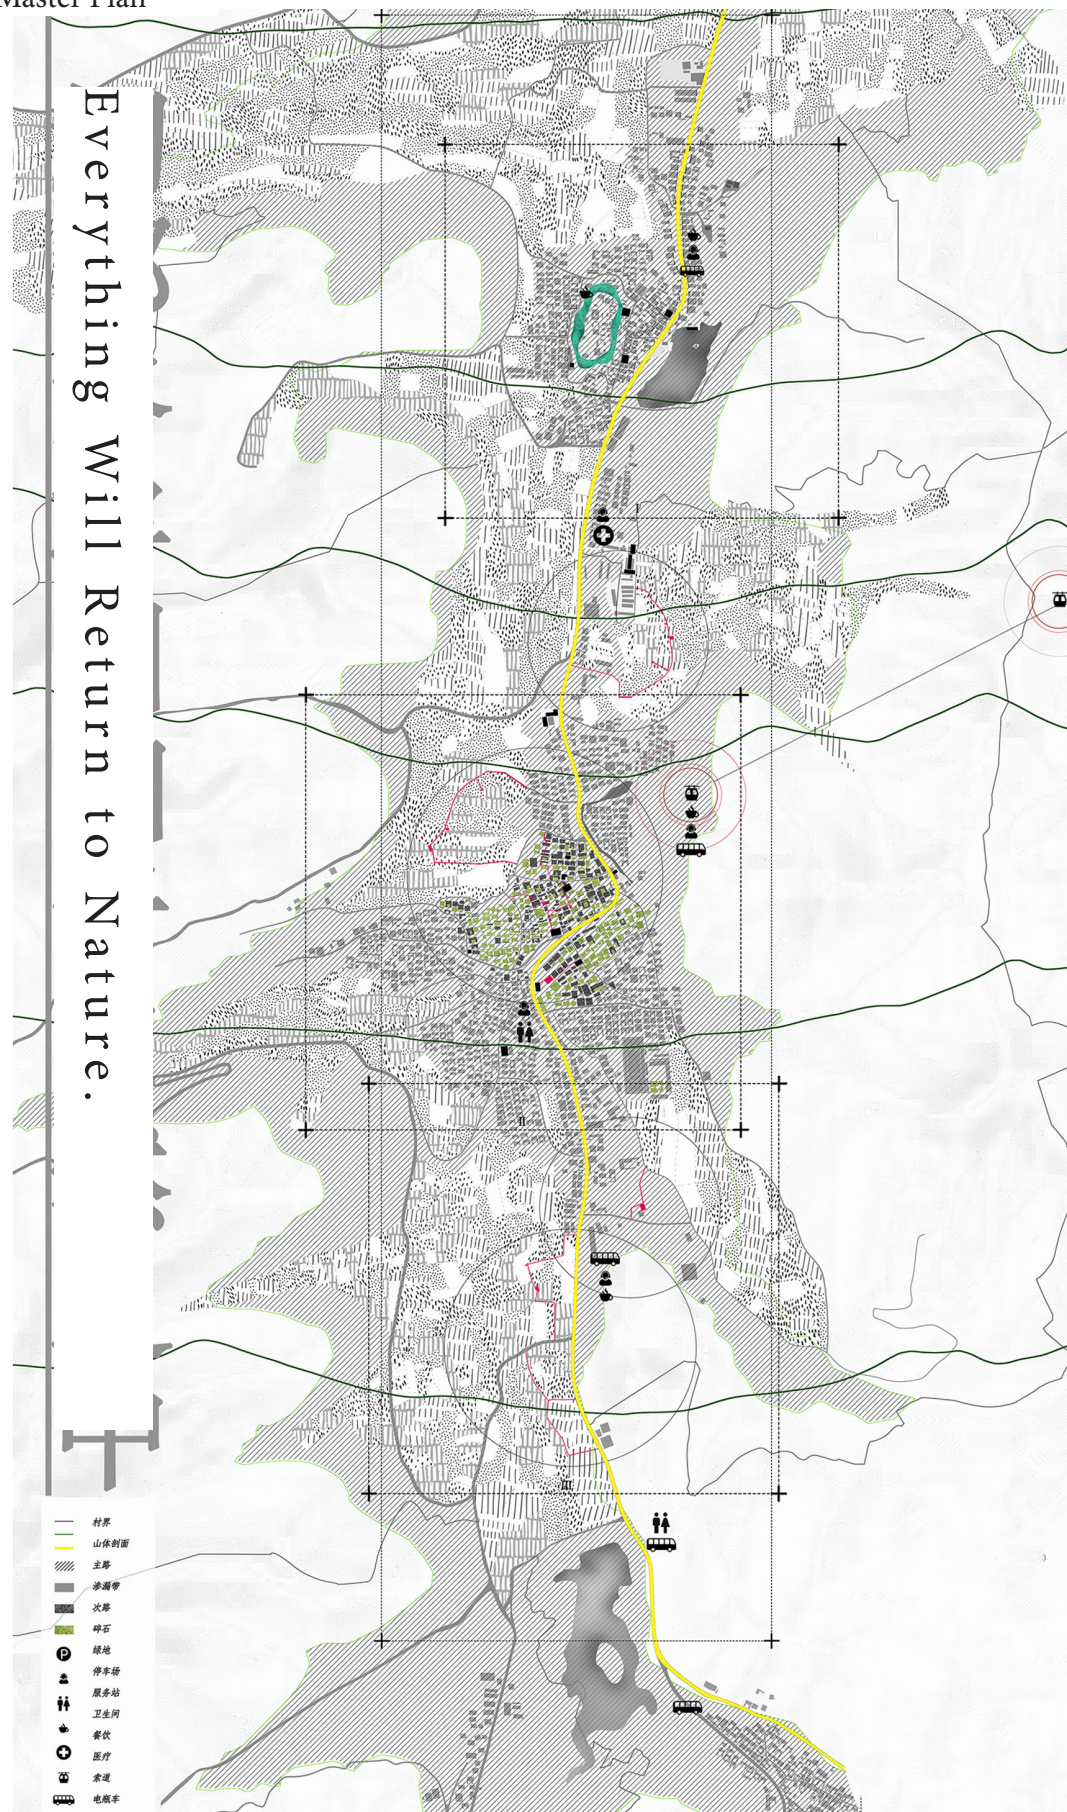 Master Plan
Everything Will Return to Nature.
I
II
III
村界
山体剖面
主路
渗漏带
次路
碎石
绿地
P
停车场
服务站
卫生间
餐饮
医疗
索道
电瓶车